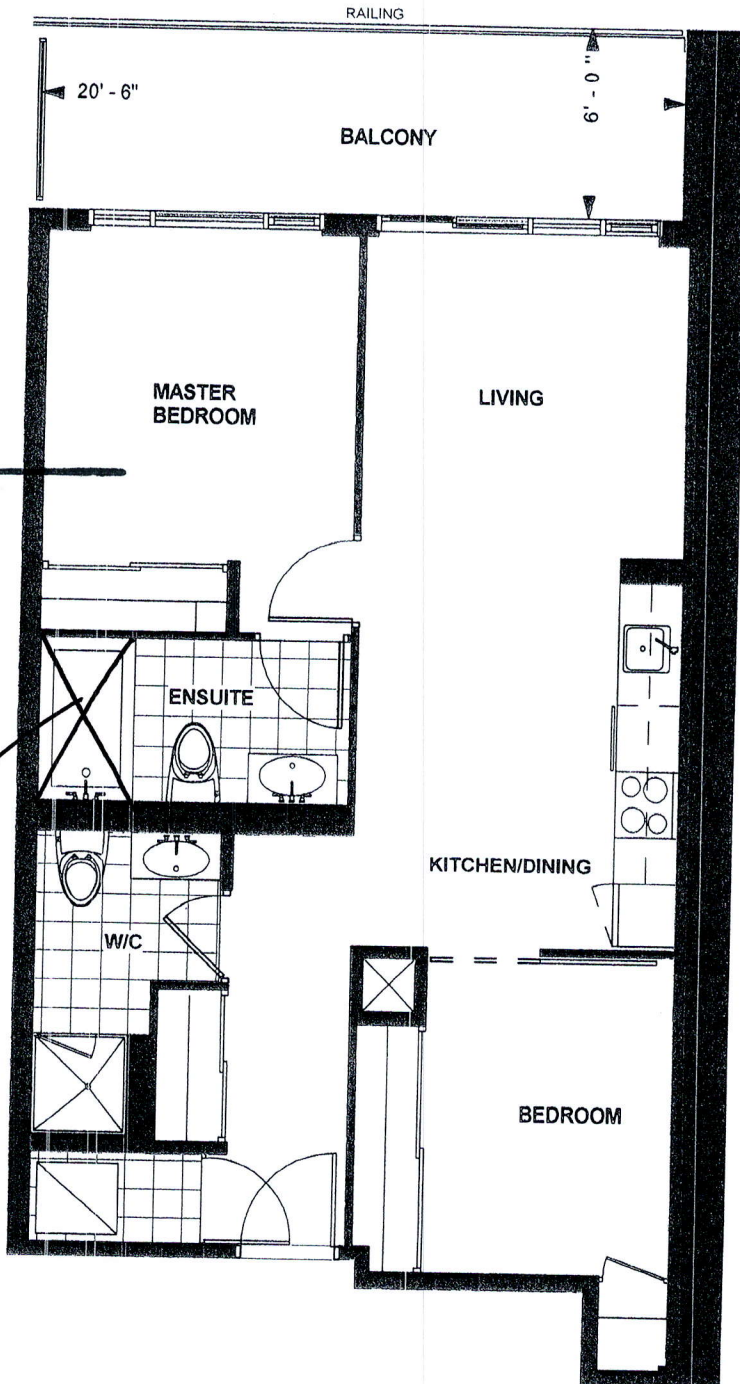 RAILING
20' - 6"
6' - 0"
BALCONY
MASTER
BEDROOM
LIVING
ENSUITE
KITCHEN/DINING
W/C
BEDROOM